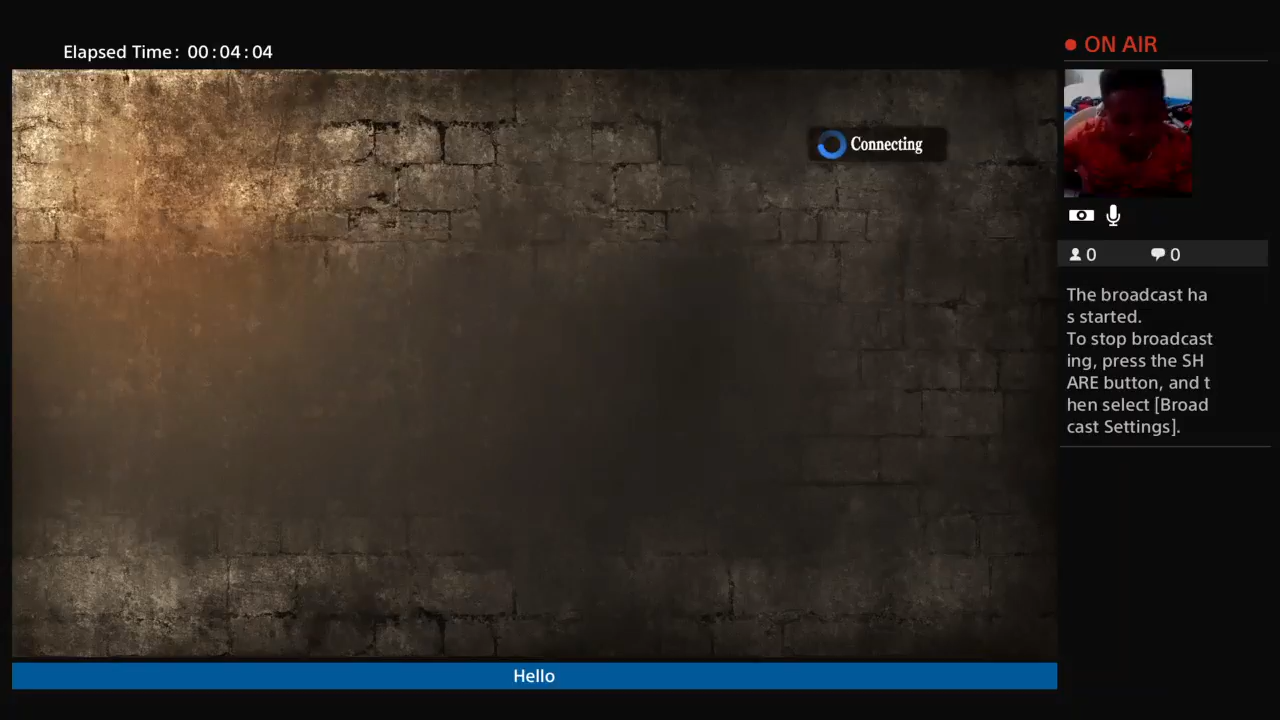 Elapsed Time: 00:04:04
ON AIR
Connecting
0 0
The broadcast ha
s started.
To stop broadcast
ing, press the SH
ARE button, and t
hen select [Broad
cast Settings].
Hello